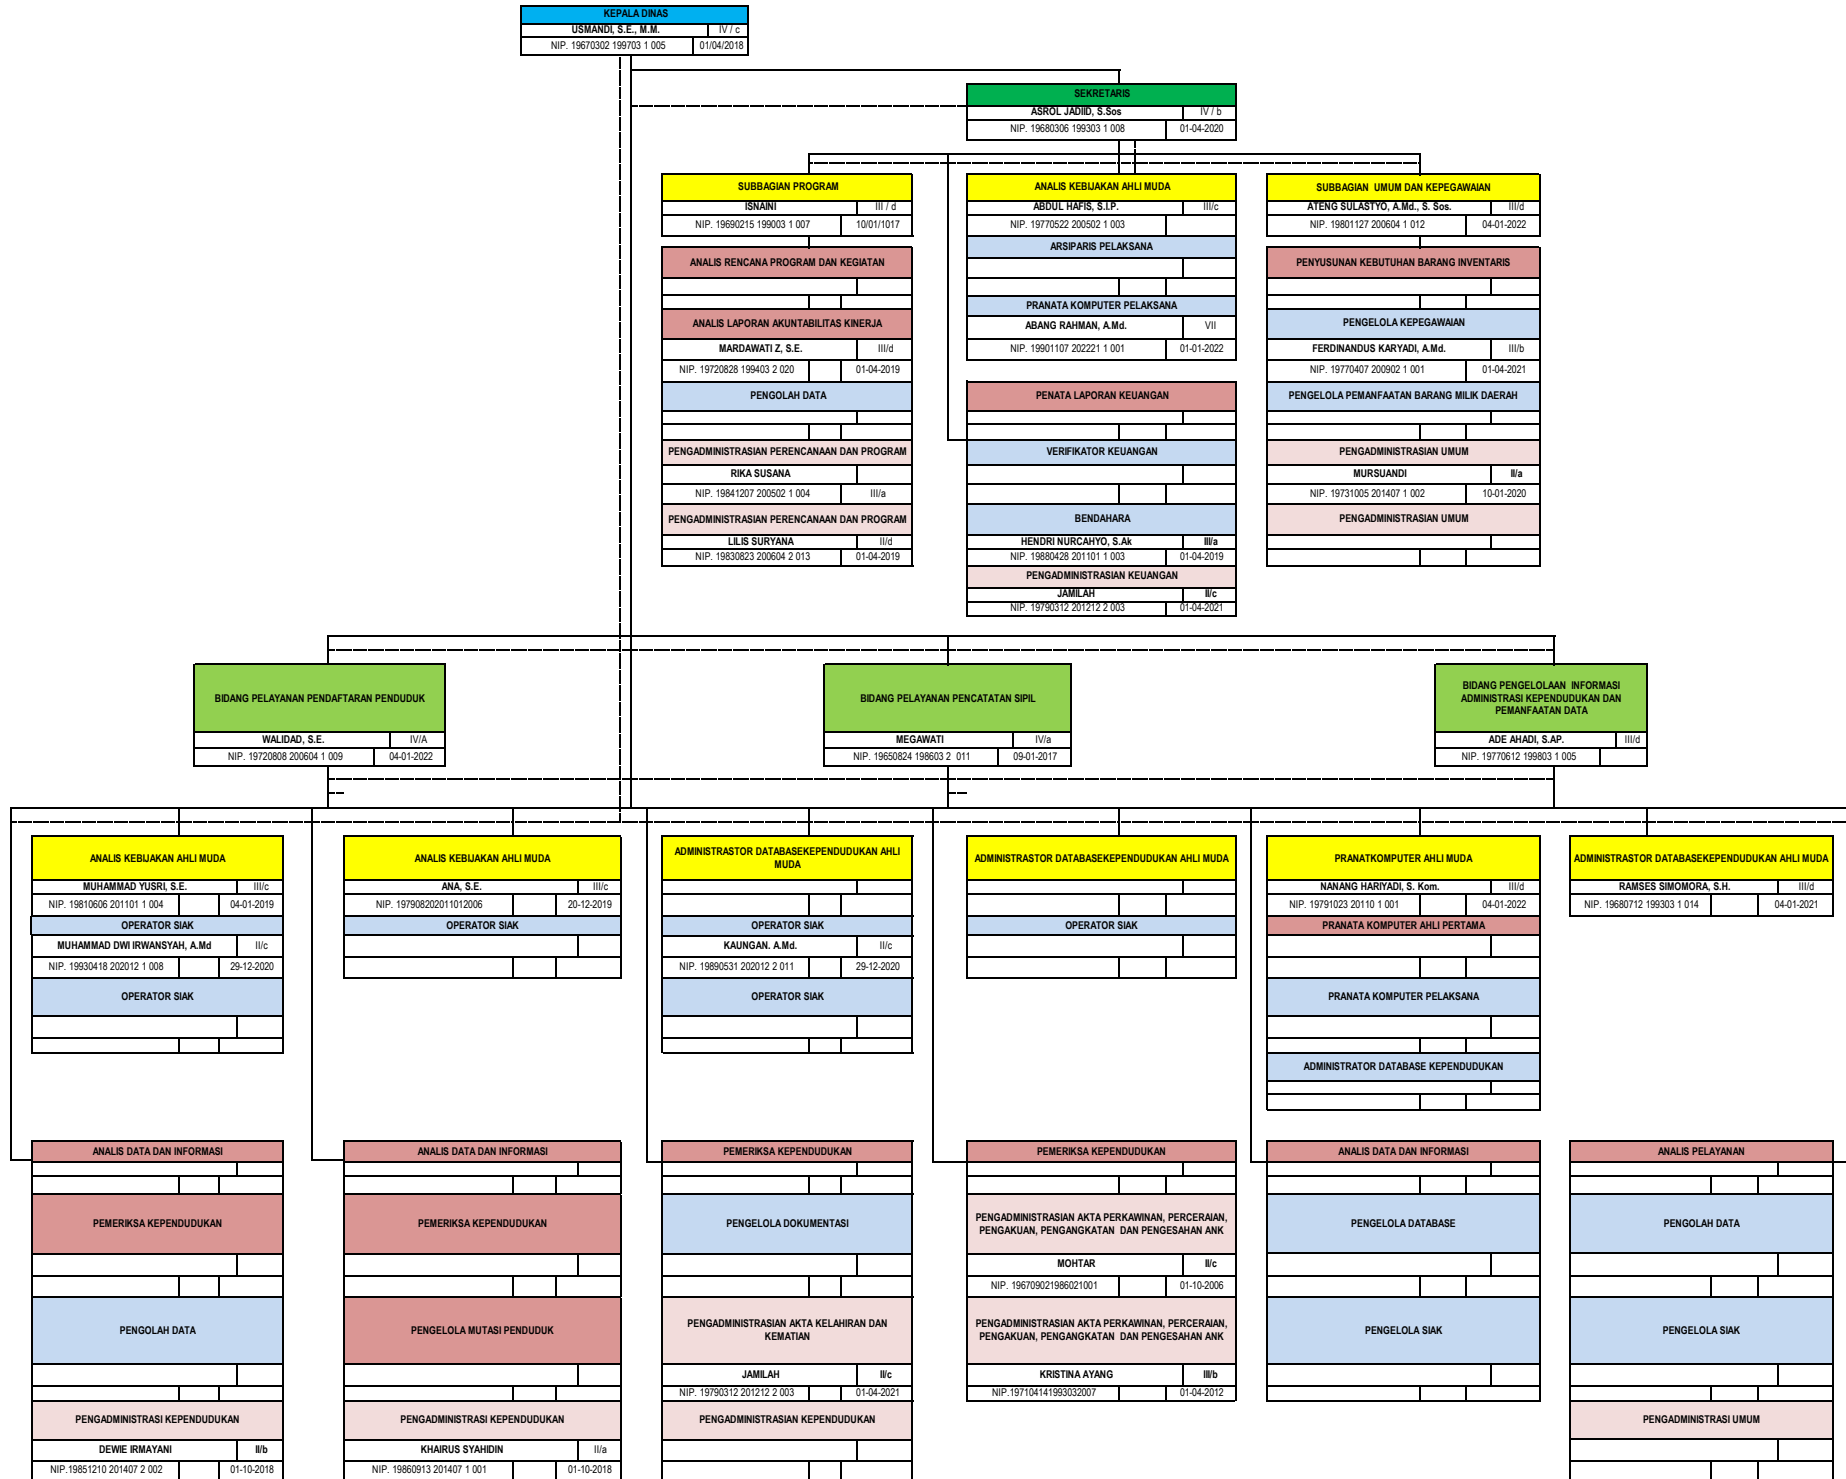 KEPALA DINAS
USMANDI, S.E., M.M. IV / c
NIP. 19670302 199703 1 005 01/04/2018
SEKRETARIS
ASROL JADIID, S.Sos IV / b
NIP. 19680306 199303 1 008 01-04-2020
SUBBAGIAN PROGRAM
ISNAINI III / d
NIP. 19690215 199003 1 007 10/01/1017
ANALIS RENCANA PROGRAM DAN KEGIATAN
ANALIS LAPORAN AKUNTABILITAS KINERJA
MARDAWATI Z, S.E. III/d
NIP. 19720828 199403 2 020 01-04-2019
PENGOLAH DATA
PENGADMINISTRASIAN PERENCANAAN DAN PROGRAM
RIKA SUSANA
NIP. 19841207 200502 1 004 III/a
PENGADMINISTRASIAN PERENCANAAN DAN PROGRAM
LILIS SURYANA II/d
NIP. 19830823 200604 2 013 01-04-2019
ANALIS KEBIJAKAN AHLI MUDA
ABDUL HAFIS, S.I.P. III/c
NIP. 19770522 200502 1 003
ARSIPARIS PELAKSANA
PRANATA KOMPUTER PELAKSANA
ABANG RAHMAN, A.Md. VII
NIP. 19901107 202221 1 001 01-01-2022
PENATA LAPORAN KEUANGAN
VERIFIKATOR KEUANGAN
BENDAHARA
HENDRI NURCAHYO, S.Ak III/a
NIP. 19880428 201101 1 003 01-04-2019
PENGADMINISTRASIAN KEUANGAN
JAMILAH II/c
NIP. 19790312 201212 2 003 01-04-2021
SUBBAGIAN UMUM DAN KEPEGAWAIAN
ATENG SULASTYO, A.Md., S. Sos. III/d
NIP. 19801127 200604 1 012 04-01-2022
PENYUSUNAN KEBUTUHAN BARANG INVENTARIS
PENGELOLA KEPEGAWAIAN
FERDINANDUS KARYADI, A.Md. III/b
NIP. 19770407 200902 1 001 01-04-2021
PENGELOLA PEMANFAATAN BARANG MILIK DAERAH
PENGADMINISTRASIAN UMUM
MURSUANDI II/a
NIP. 19731005 201407 1 002 10-01-2020
PENGADMINISTRASIAN UMUM
BIDANG PELAYANAN PENDAFTARAN PENDUDUK
WALIDAD, S.E. IV/A
NIP. 19720808 200604 1 009 04-01-2022
BIDANG PELAYANAN PENCATATAN SIPIL
MEGAWATI IV/a
NIP. 19650824 198603 2 011 09-01-2017
BIDANG PENGELOLAAN INFORMASI
ADMINISTRASI KEPENDUDUKAN DAN
PEMANFAATAN DATA
ADE AHADI, S.AP. III/d
NIP. 19770612 199803 1 005
ANALIS KEBIJAKAN AHLI MUDA
MUHAMMAD YUSRI, S.E. III/c
NIP. 19810606 201101 1 004 04-01-2019
OPERATOR SIAK
MUHAMMAD DWI IRWANSYAH, A.Md II/c
NIP. 19930418 202012 1 008 29-12-2020
OPERATOR SIAK
ANALIS KEBIJAKAN AHLI MUDA
ANA, S.E. III/c
NIP. 197908202011012006 20-12-2019
OPERATOR SIAK
ADMINISTRASTOR DATABASEKEPENDUDUKAN AHLI
MUDA
OPERATOR SIAK
KAUNGAN. A.Md. II/c
NIP. 19890531 202012 2 011 29-12-2020
OPERATOR SIAK
ADMINISTRASTOR DATABASEKEPENDUDUKAN AHLI MUDA
OPERATOR SIAK
PRANATKOMPUTER AHLI MUDA
NANANG HARIYADI, S. Kom. III/d
NIP. 19791023 20110 1 001 04-01-2022
PRANATA KOMPUTER AHLI PERTAMA
PRANATA KOMPUTER PELAKSANA
ADMINISTRATOR DATABASE KEPENDUDUKAN
ADMINISTRASTOR DATABASEKEPENDUDUKAN AHLI MUDA
RAMSES SIMOMORA, S.H. III/d
NIP. 19680712 199303 1 014 04-01-2021
ANALIS DATA DAN INFORMASI
PEMERIKSA KEPENDUDUKAN
PENGOLAH DATA
PENGADMINISTRASI KEPENDUDUKAN
DEWIE IRMAYANI II/b
NIP.19851210 201407 2 002 01-10-2018
ANALIS DATA DAN INFORMASI
PEMERIKSA KEPENDUDUKAN
PENGELOLA MUTASI PENDUDUK
PENGADMINISTRASI KEPENDUDUKAN
KHAIRUS SYAHIDIN II/a
NIP. 19860913 201407 1 001 01-10-2018
PEMERIKSA KEPENDUDUKAN
PENGELOLA DOKUMENTASI
PENGADMINISTRASIAN AKTA KELAHIRAN DAN
KEMATIAN
JAMILAH II/c
NIP. 19790312 201212 2 003 01-04-2021
PENGADMINISTRASIAN KEPENDUDUKAN
PEMERIKSA KEPENDUDUKAN
PENGADMINISTRASIAN AKTA PERKAWINAN, PERCERAIAN,
PENGAKUAN, PENGANGKATAN DAN PENGESAHAN ANK
MOHTAR II/c
NIP. 196709021986021001 01-10-2006
PENGADMINISTRASIAN AKTA PERKAWINAN, PERCERAIAN,
PENGAKUAN, PENGANGKATAN DAN PENGESAHAN ANK
KRISTINA AYANG III/b
NIP.197104141993032007 01-04-2012
ANALIS DATA DAN INFORMASI
PENGELOLA DATABASE
PENGELOLA SIAK
ANALIS PELAYANAN
PENGOLAH DATA
PENGELOLA SIAK
PENGADMINISTRASI UMUM